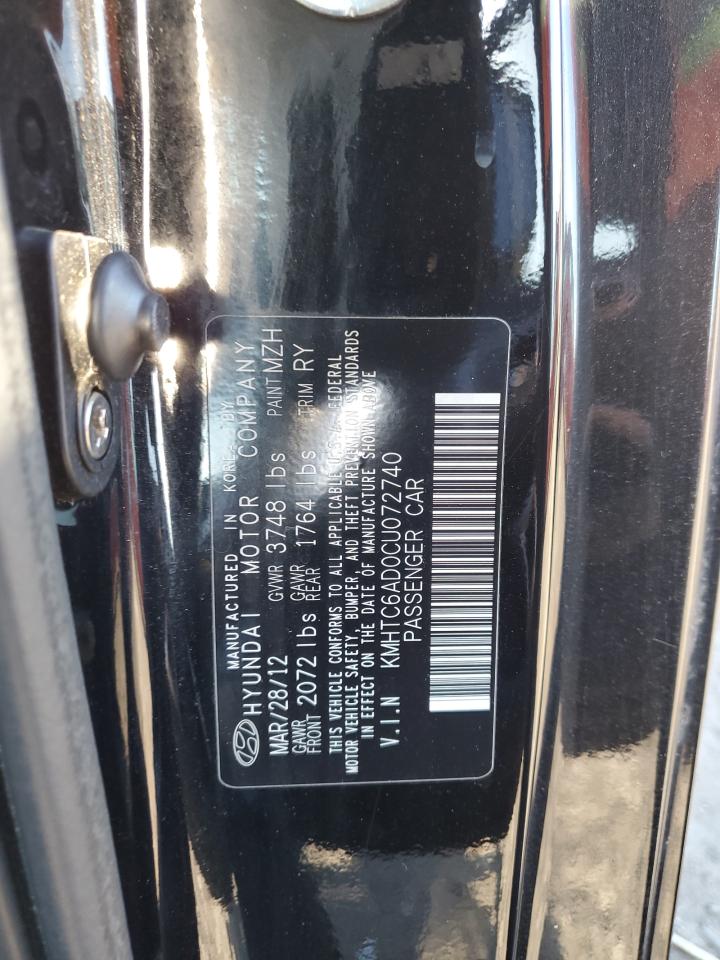 MANUFACTURED IN KOREA BY
HYUNDAI MOTOR COMPANY
MAR/28/12 GVWR 3748 lbs PAINT MZH
GAWR FRONT 2072 lbs GAWR REAR 1764 lbs TRIM RY
THIS VEHICLE CONFORMS TO ALL APPLICABLE U.S.A. FEDERAL
MOTOR VEHICLE SAFETY, BUMPER, AND THEFT PREVENTION STANDARDS
IN EFFECT ON THE DATE OF MANUFACTURE SHOWN ABOVE
V.I.N KMHTC6AD0CU072740
PASSENGER CAR